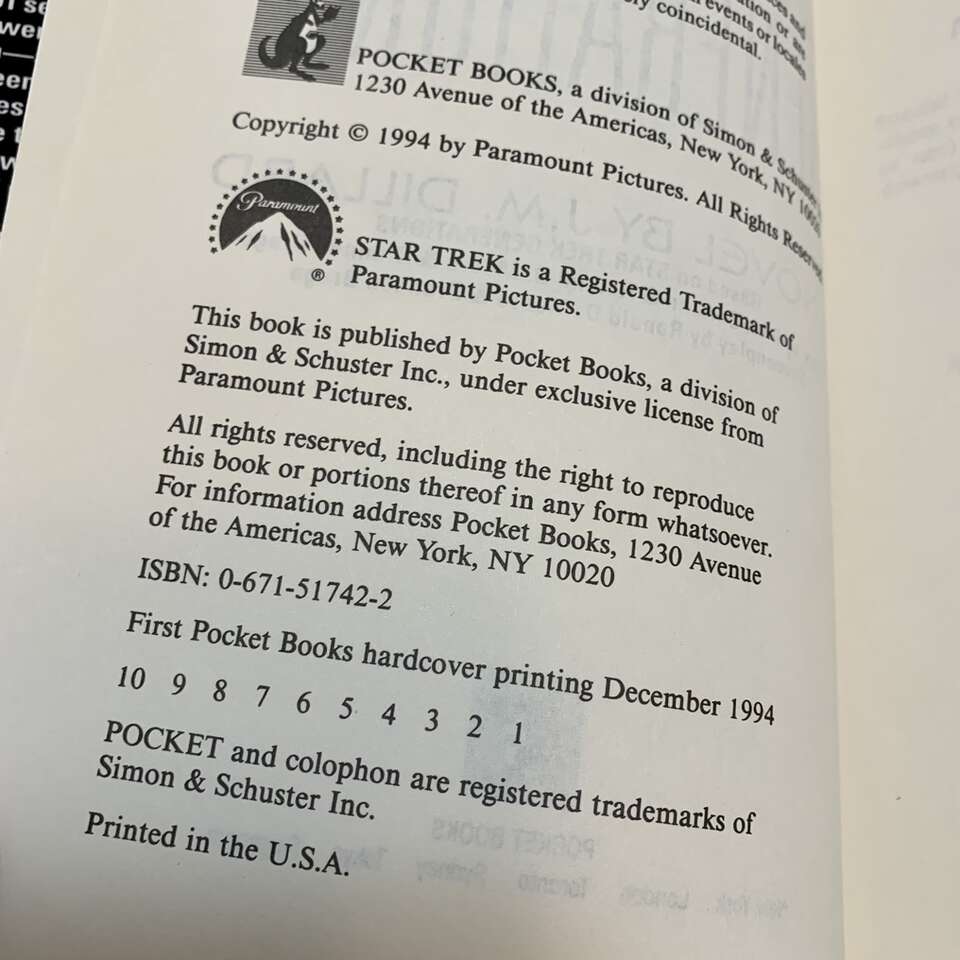 events or locales
coincidental.
POCKET BOOKS, a division of Simon & Schuster
1230 Avenue of the Americas, New York, NY 10020
Copyright © 1994 by Paramount Pictures. All Rights Reserved
Paramount
®
STAR TREK is a Registered Trademark of
Paramount Pictures.
This book is published by Pocket Books, a division of
Simon & Schuster Inc., under exclusive license from
Paramount Pictures.
All rights reserved, including the right to reproduce
this book or portions thereof in any form whatsoever.
For information address Pocket Books, 1230 Avenue
of the Americas, New York, NY 10020
ISBN: 0-671-51742-2
First Pocket Books hardcover printing December 1994
10 9 8 7 6 5 4 3 2 1
POCKET and colophon are registered trademarks of
Simon & Schuster Inc.
Printed in the U.S.A.